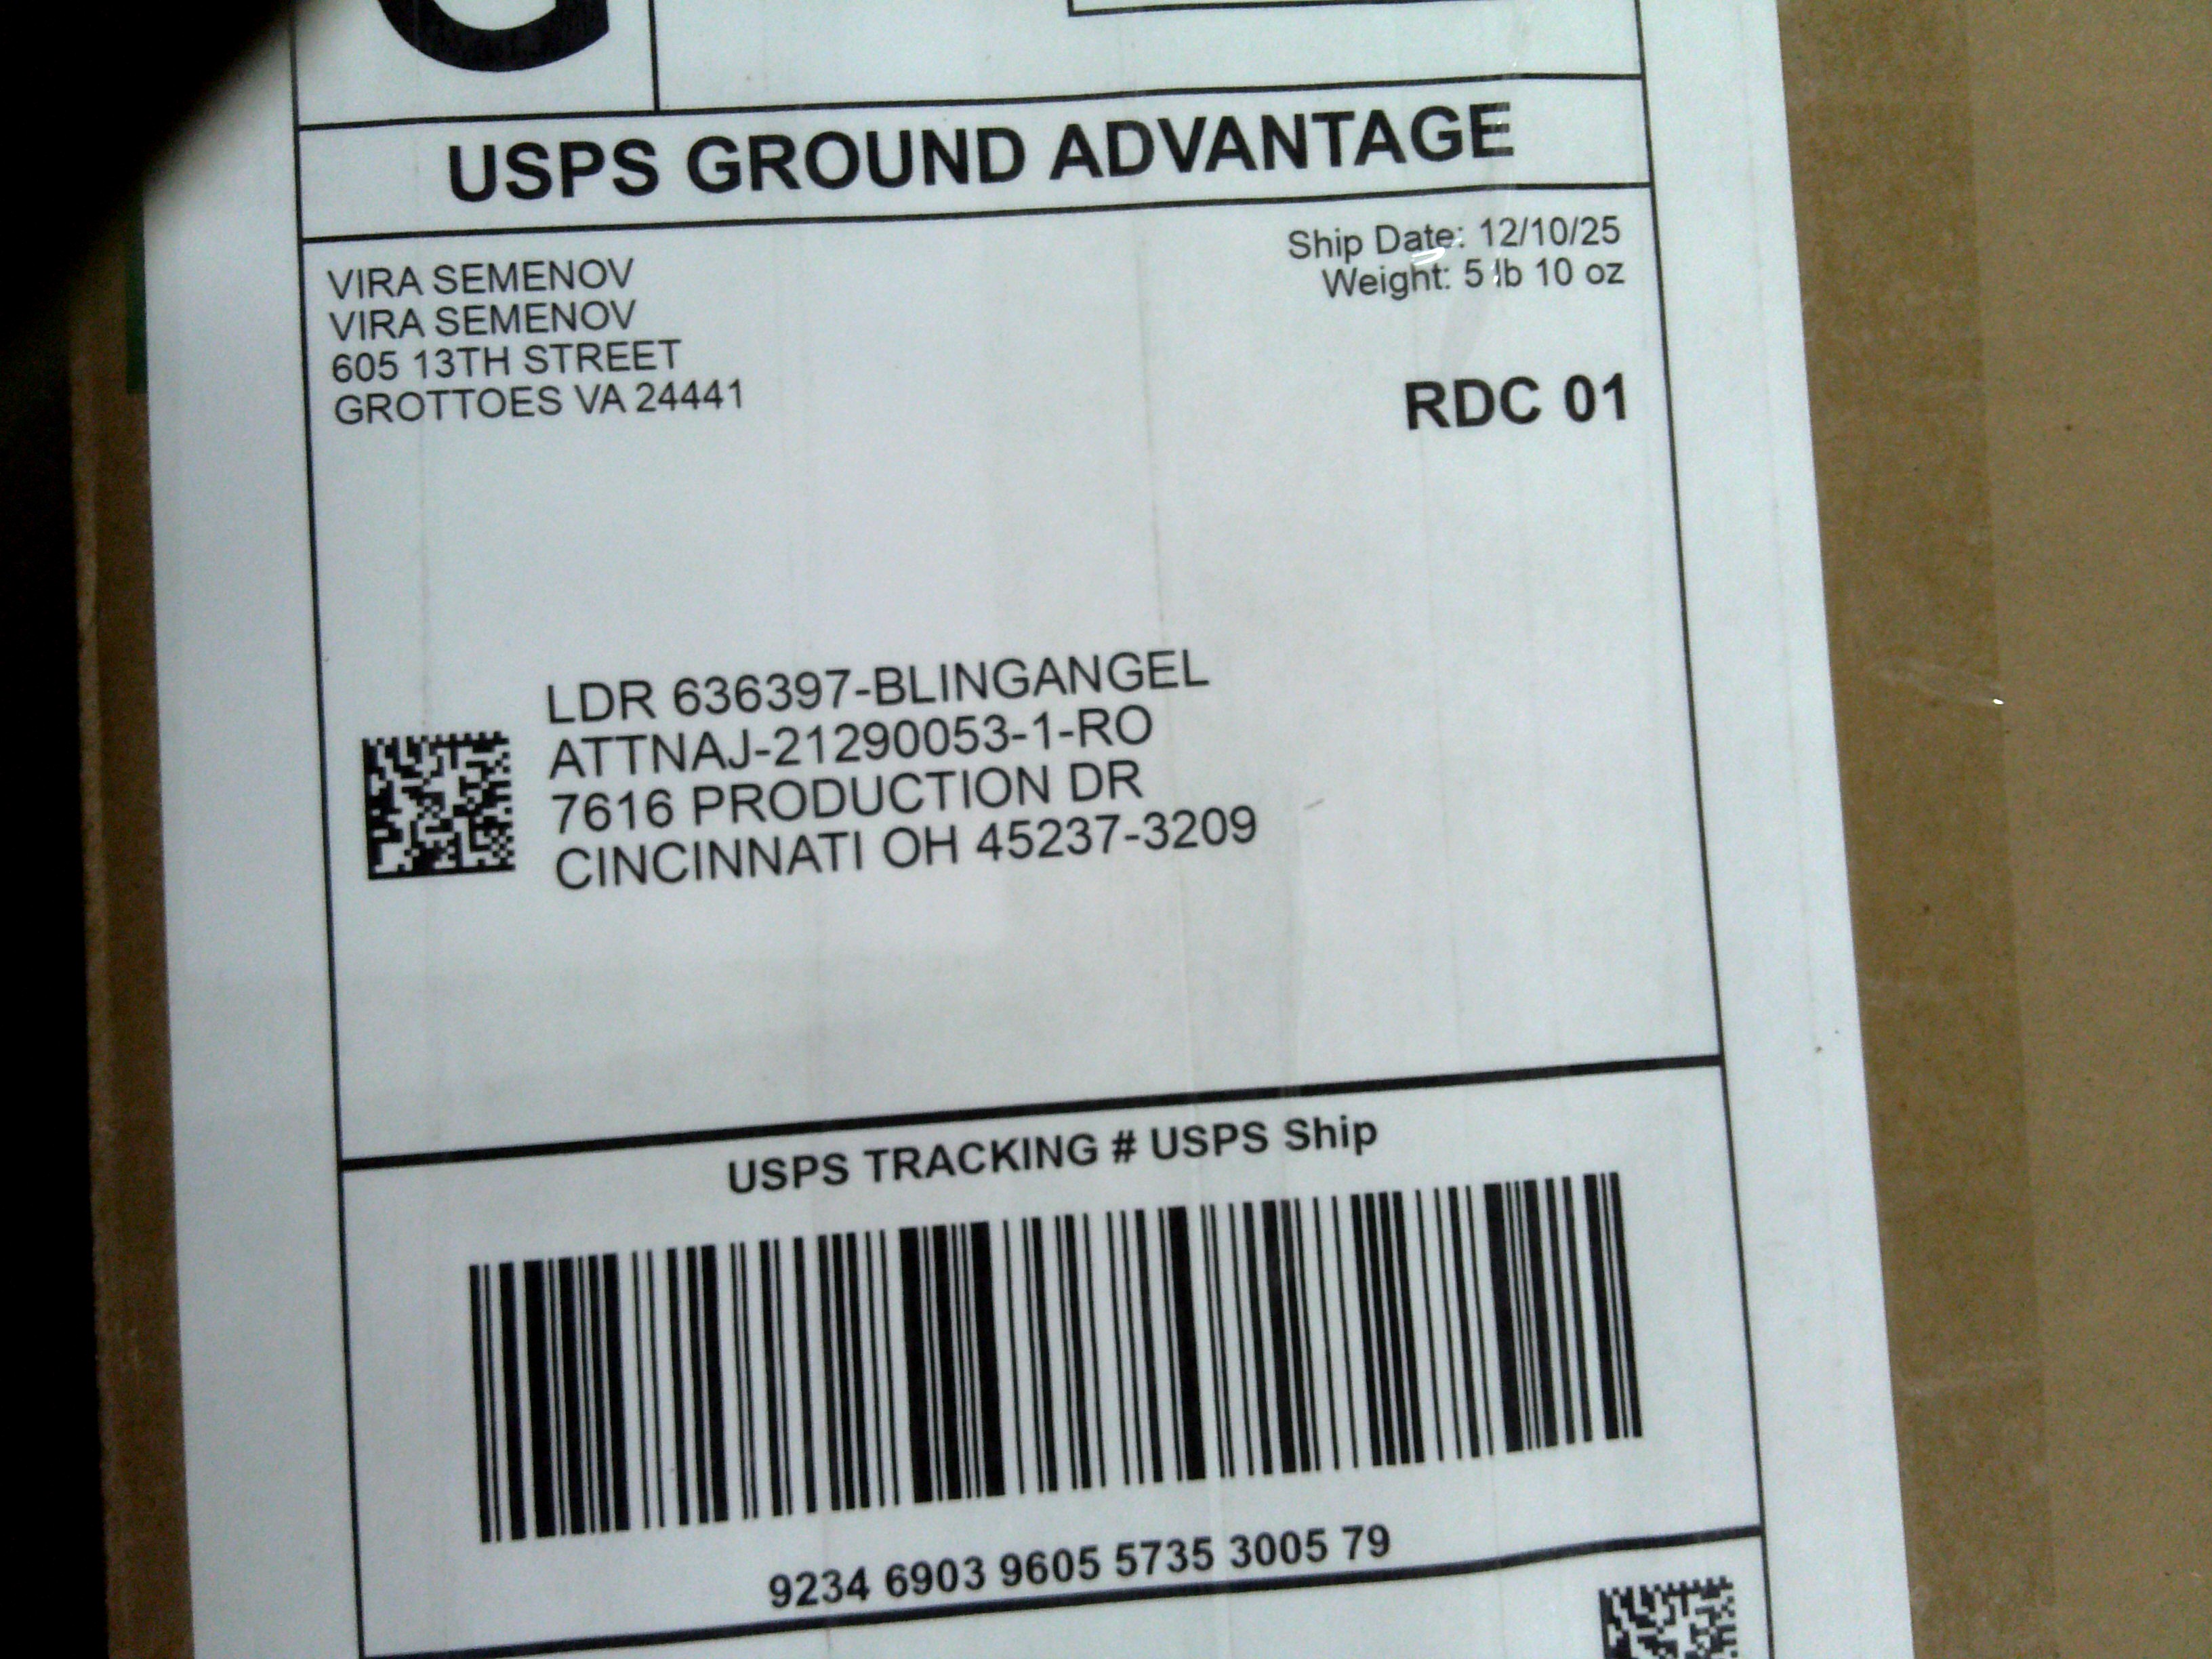 G
USPS GROUND ADVANTAGE
VIRA SEMENOV
VIRA SEMENOV
605 13TH STREET
GROTTOES VA 24441
Ship Date: 12/10/25
Weight: 5 lb 10 oz
RDC 01
LDR 636397-BLINGANGEL
ATTNAJ-21290053-1-RO
7616 PRODUCTION DR
CINCINNATI OH 45237-3209
USPS TRACKING # USPS Ship
9234 6903 9605 5735 3005 79